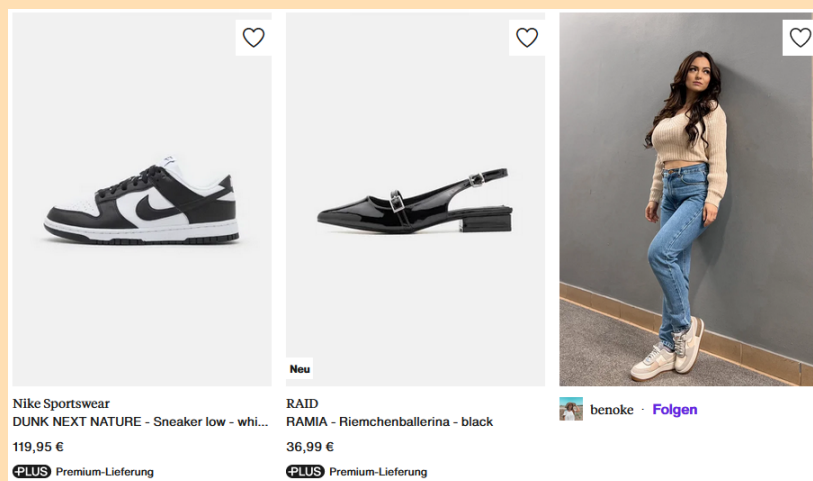 Neu
Nike Sportswear
DUNK NEXT NATURE - Sneaker low - whi...
119,95 €
PLUS Premium-Lieferung
RAID
RAMIA - Riemchenballerina - black
36,99 €
PLUS Premium-Lieferung
benoke · Folgen